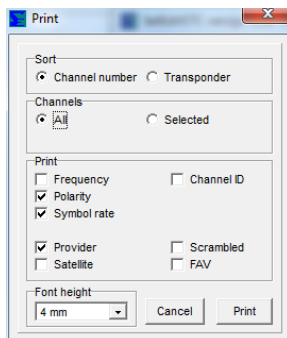 Print
Sort
Channel number Transponder
Channels
All Selected
Print
Frequency Channel ID
Polarity
Symbol rate
Provider Scrambled
Satellite FAV
Font height
4 mm Cancel Print